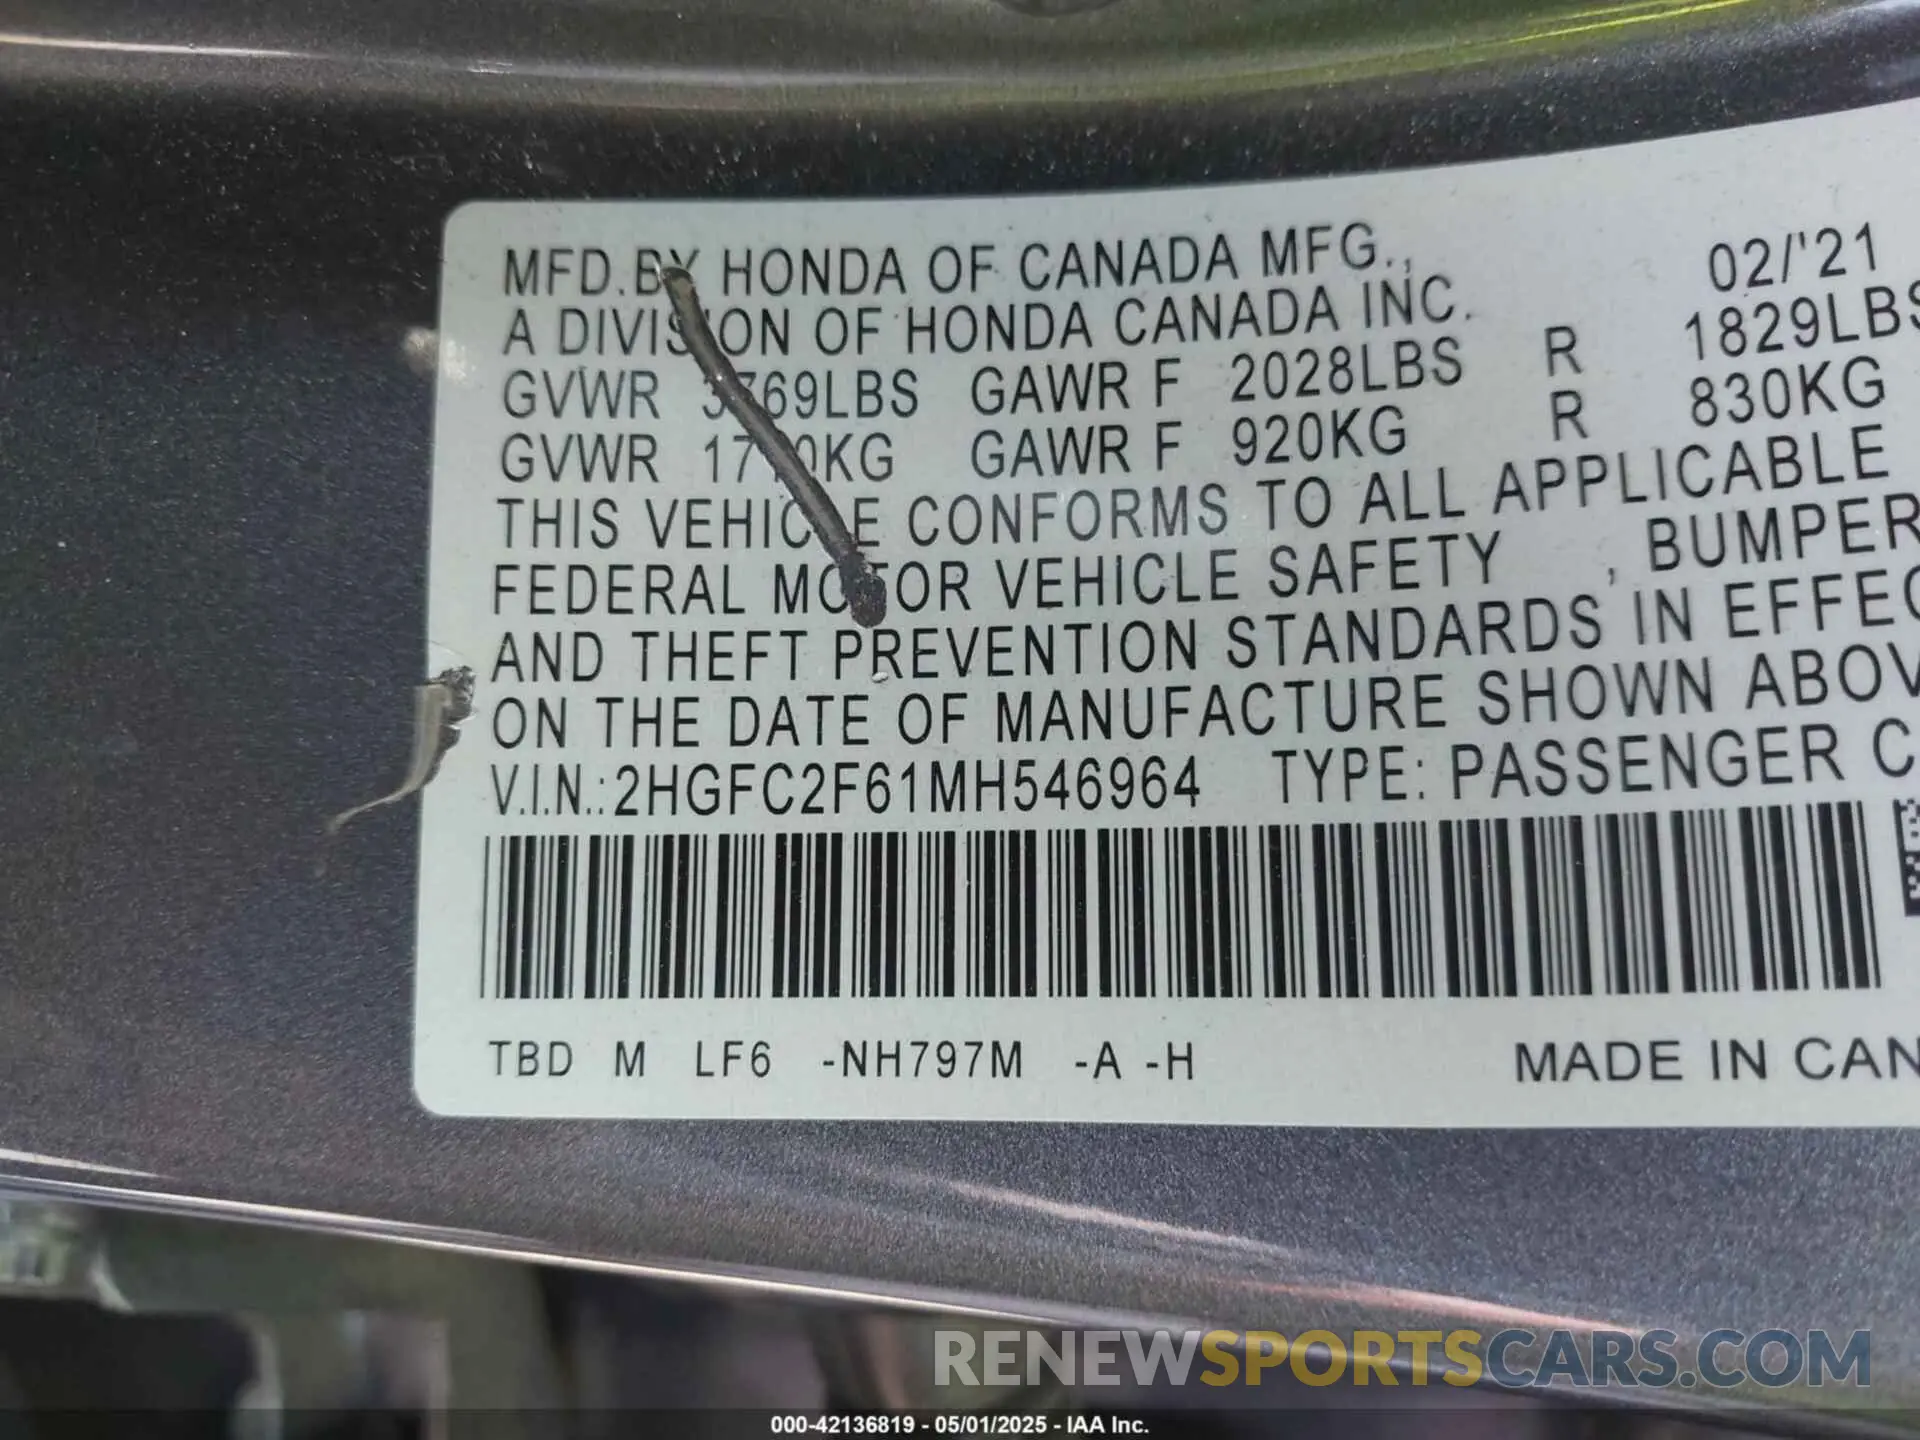 MFD.BY HONDA OF CANADA MFG., 02/'21
A DIVISION OF HONDA CANADA INC.
GVWR 3769LBS GAWR F 2028LBS R 1829LBS
GVWR KG GAWR F 920KG R 830KG
THIS VEHICLE CONFORMS TO ALL APPLICABLE
FEDERAL MOTOR VEHICLE SAFETY , BUMPER
AND THEFT PREVENTION STANDARDS IN EFFEC
ON THE DATE OF MANUFACTURE SHOWN ABOV
V.I.N.:2HGFC2F61MH546964 TYPE: PASSENGER C
TBD M LF6 -NH797M -A -H MADE IN CAN
RENEWSPORTSCARS.COM
000-42136819 - 05/01/2025 - IAA Inc.